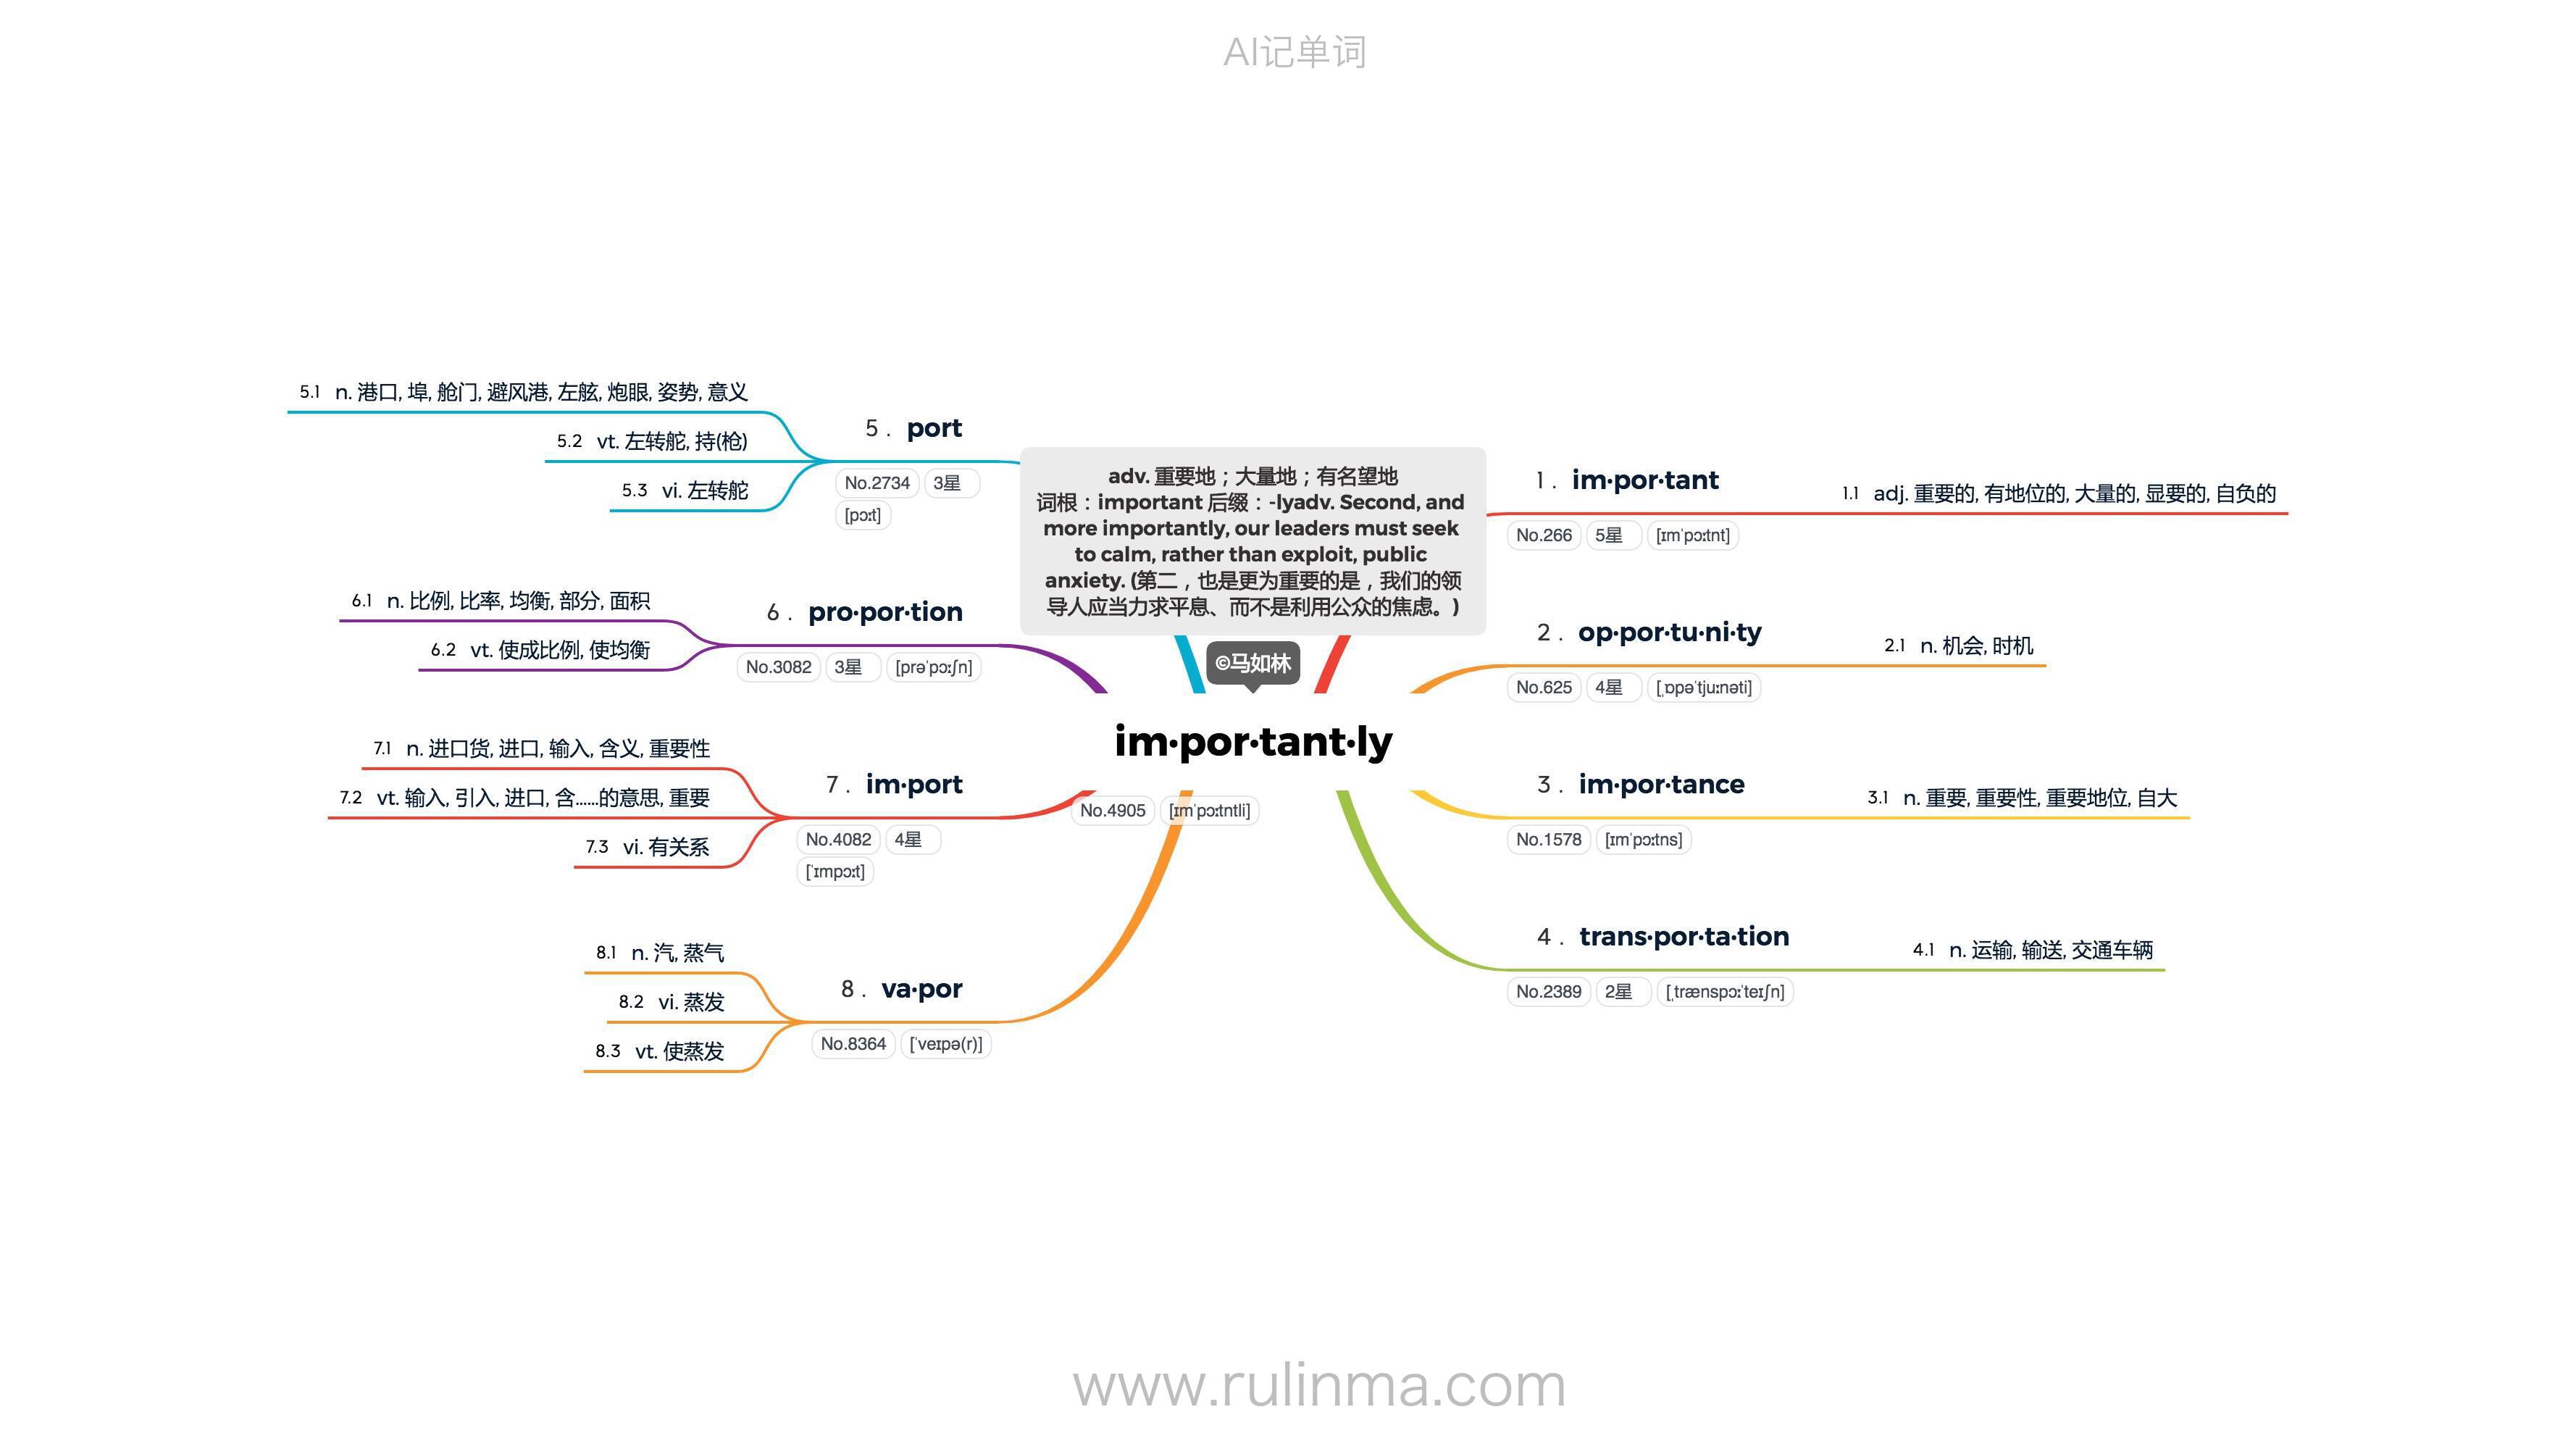 AI记单词
adv. 重要地；大量地；有名望地
词根：important 后缀：-lyadv. Second, and
more importantly, our leaders must seek
to calm, rather than exploit, public
anxiety. (第二，也是更为重要的是，我们的领
导人应当力求平息、而不是利用公众的焦虑。)
©马如林
im·por·tant·ly
No.4905 [ɪmˈpɔːtntli]
1. im·por·tant
No.266 5星 [ɪmˈpɔːtnt]
1.1 adj. 重要的, 有地位的, 大量的, 显要的, 自负的
2. op·por·tu·ni·ty
No.625 4星 [ˌɒpəˈtjuːnəti]
2.1 n. 机会, 时机
3. im·por·tance
No.1578 [ɪmˈpɔːtns]
3.1 n. 重要, 重要性, 重要地位, 自大
4. trans·por·ta·tion
No.2389 2星 [ˌtrænspɔːˈteɪʃn]
4.1 n. 运输, 输送, 交通车辆
5. port
No.2734 3星
[pɔːt]
5.1 n. 港口, 埠, 舱门, 避风港, 左舷, 炮眼, 姿势, 意义
5.2 vt. 左转舵, 持(枪)
5.3 vi. 左转舵
6. pro·por·tion
No.3082 3星 [prəˈpɔːʃn]
6.1 n. 比例, 比率, 均衡, 部分, 面积
6.2 vt. 使成比例, 使均衡
7. im·port
No.4082 4星
[ˈɪmpɔːt]
7.1 n. 进口货, 进口, 输入, 含义, 重要性
7.2 vt. 输入, 引入, 进口, 含……的意思, 重要
7.3 vi. 有关系
8. va·por
No.8364 [ˈveɪpə(r)]
8.1 n. 汽, 蒸气
8.2 vi. 蒸发
8.3 vt. 使蒸发
www.rulinma.com